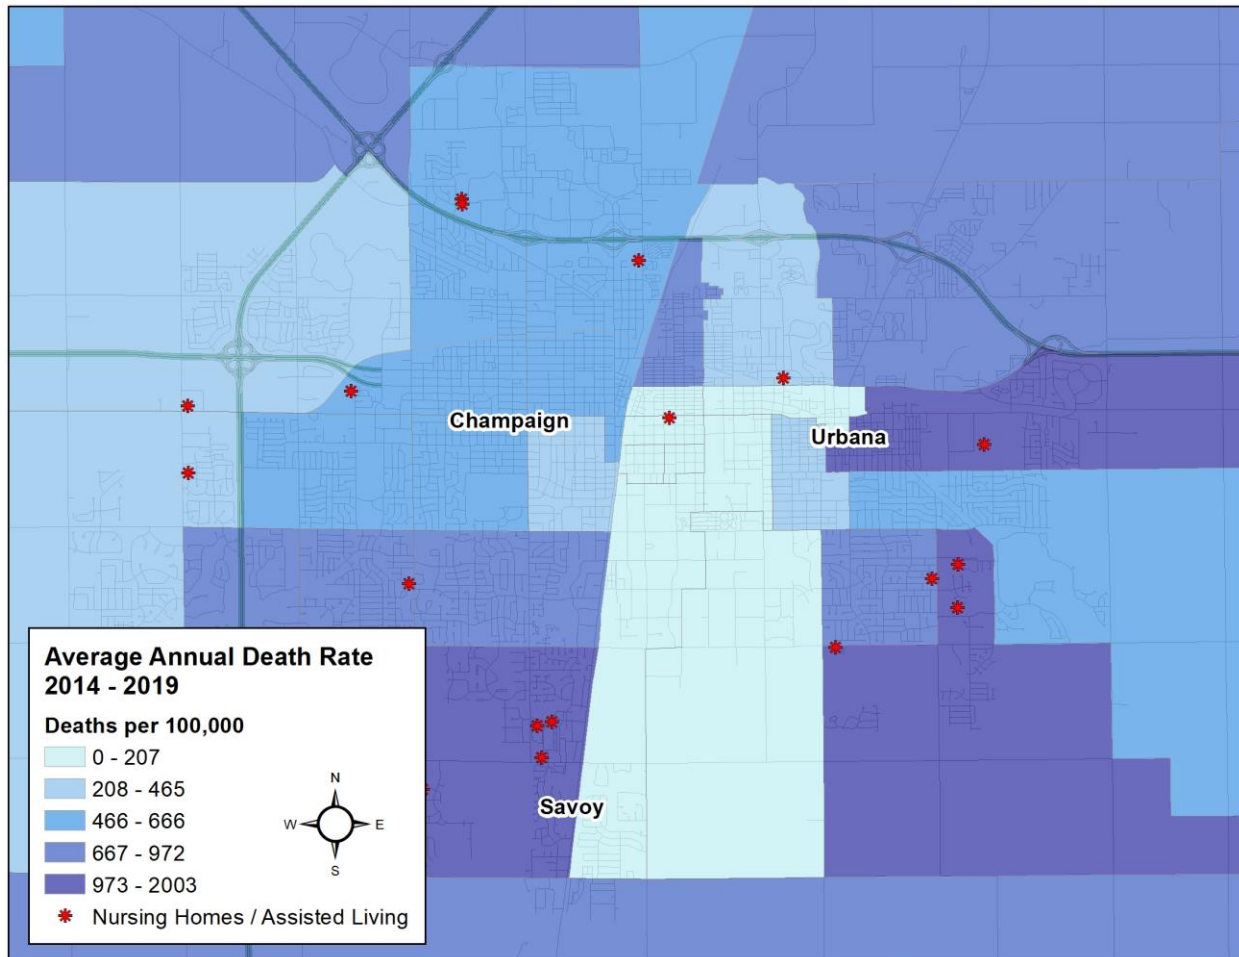 Champaign
Urbana
Savoy
Average Annual Death Rate
2014 - 2019
Deaths per 100,000
0 - 207
208 - 465
466 - 666
667 - 972
973 - 2003
Nursing Homes / Assisted Living
N
W E
S